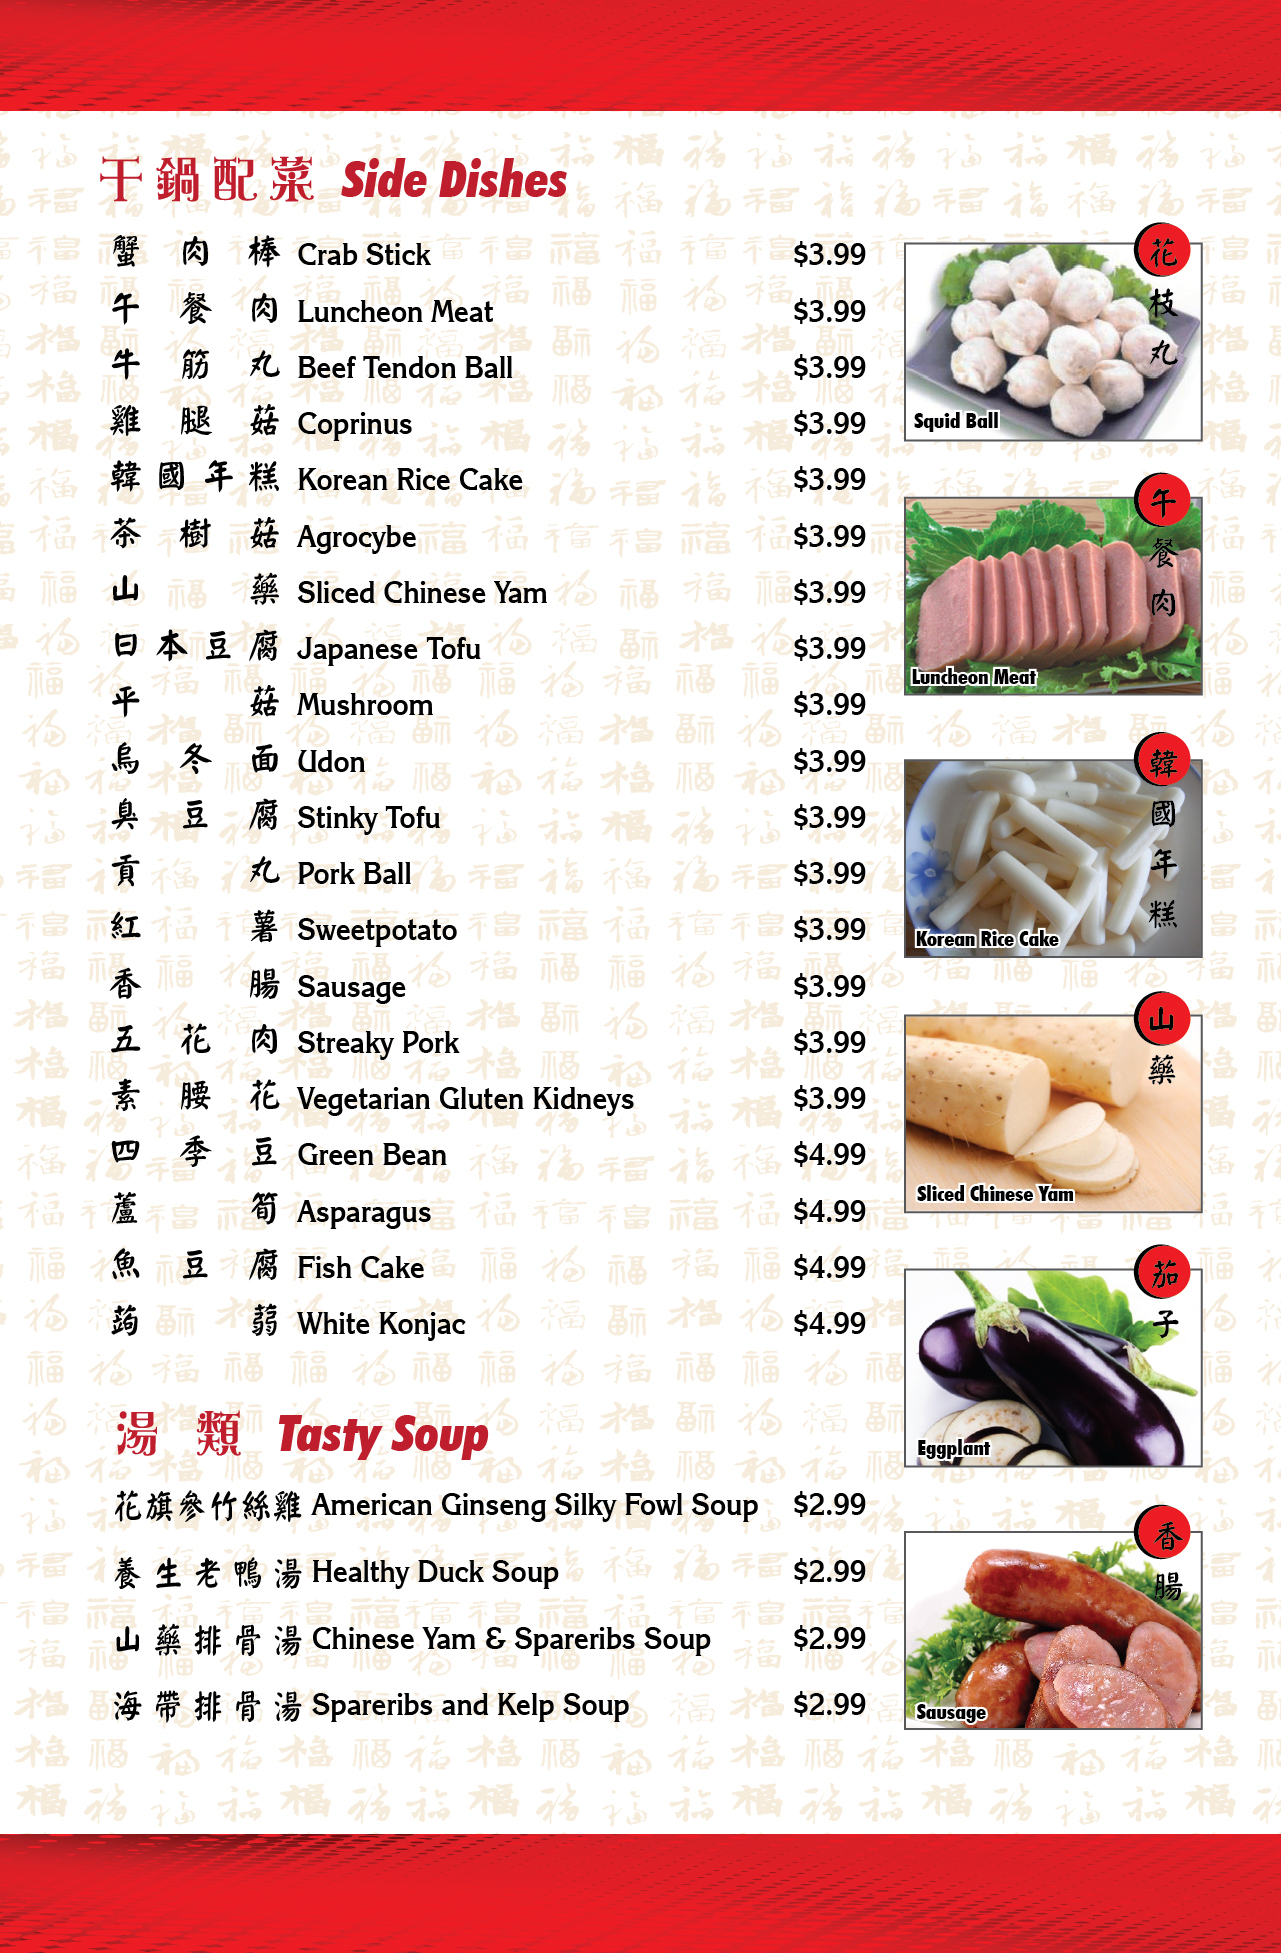 干鍋配菜 Side Dishes
蟹肉棒 Crab Stick $3.99
午餐肉 Luncheon Meat $3.99
牛筋丸 Beef Tendon Ball $3.99
雞腿菇 Coprinus $3.99
韓國年糕 Korean Rice Cake $3.99
茶樹菇 Agrocybe $3.99
山藥 Sliced Chinese Yam $3.99
日本豆腐 Japanese Tofu $3.99
平菇 Mushroom $3.99
烏冬面 Udon $3.99
臭豆腐 Stinky Tofu $3.99
貢丸 Pork Ball $3.99
紅薯 Sweetpotato $3.99
香腸 Sausage $3.99
五花肉 Streaky Pork $3.99
素腰花 Vegetarian Gluten Kidneys $3.99
四季豆 Green Bean $4.99
蘆筍 Asparagus $4.99
魚豆腐 Fish Cake $4.99
蒟蒻 White Konjac $4.99
湯類 Tasty Soup
花旗參竹絲雞 American Ginseng Silky Fowl Soup $2.99
養生老鴨湯 Healthy Duck Soup $2.99
山藥排骨湯 Chinese Yam & Spareribs Soup $2.99
海帶排骨湯 Spareribs and Kelp Soup $2.99
花枝丸
Squid Ball
午餐肉
Luncheon Meat
韓國年糕
Korean Rice Cake
山藥
Sliced Chinese Yam
茄子
Eggplant
香腸
Sausage